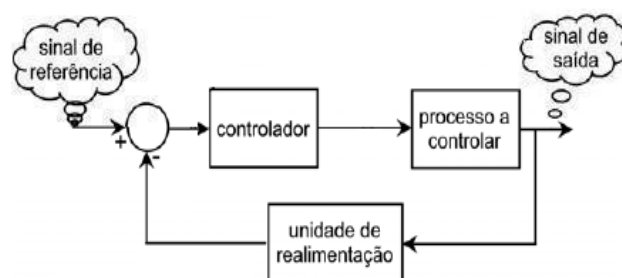 sinal de
referência
sinal de
saída
+
-
controlador
processo a
controlar
unidade de
realimentação